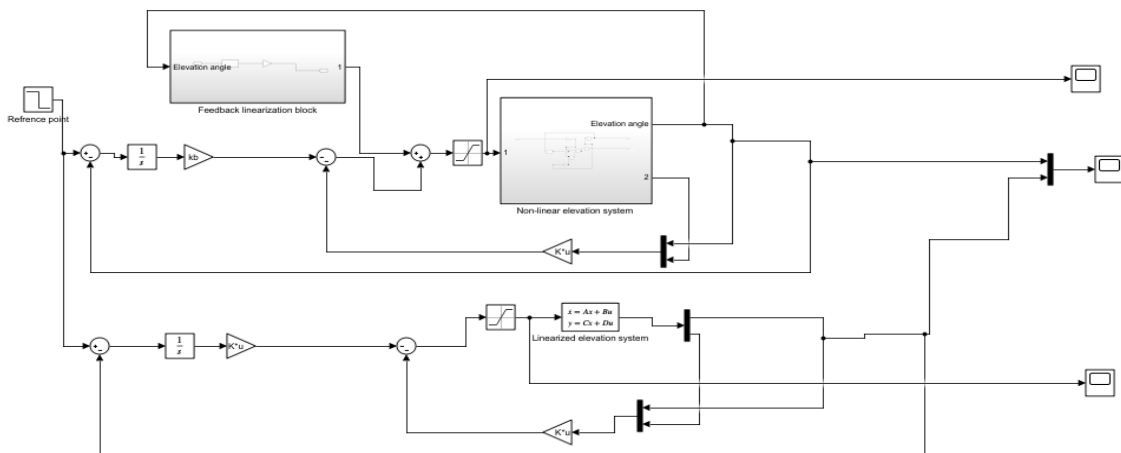 Elevation angle
1
Feedback linearization block
Refrence point
Elevation angle
1
s
kb
1
2
Non-linear elevation system
K*u
ẋ = Ax + Bu
y = Cx + Du
Linearized elevation system
1
s
K*u
K*u